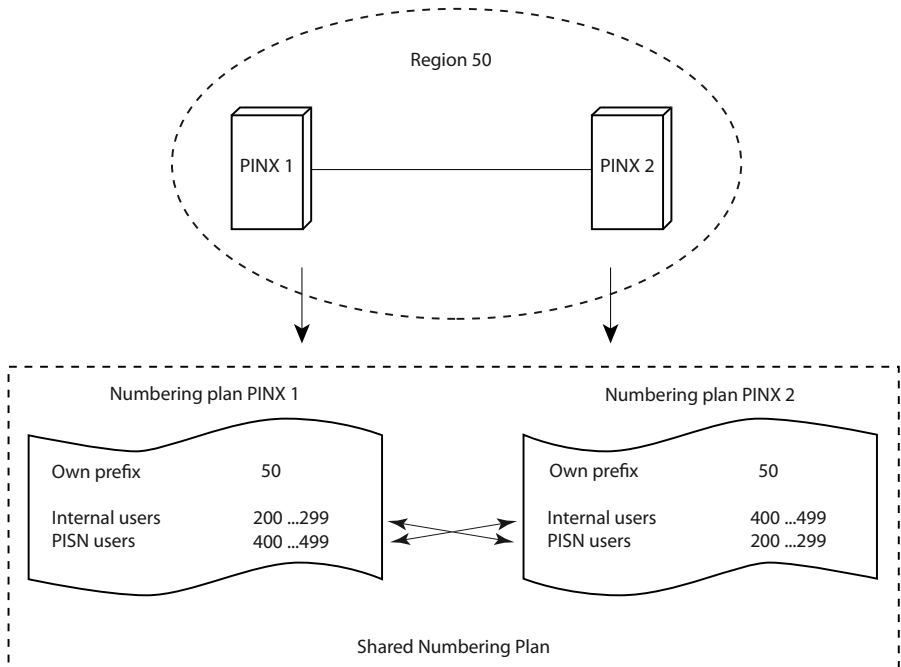 Region 50
PINX 1
PINX 2
Numbering plan PINX 1
Numbering plan PINX 2
Own prefix 50
Internal users 200 ...299
PISN users 400 ...499
Own prefix 50
Internal users 400 ...499
PISN users 200 ...299
Shared Numbering Plan